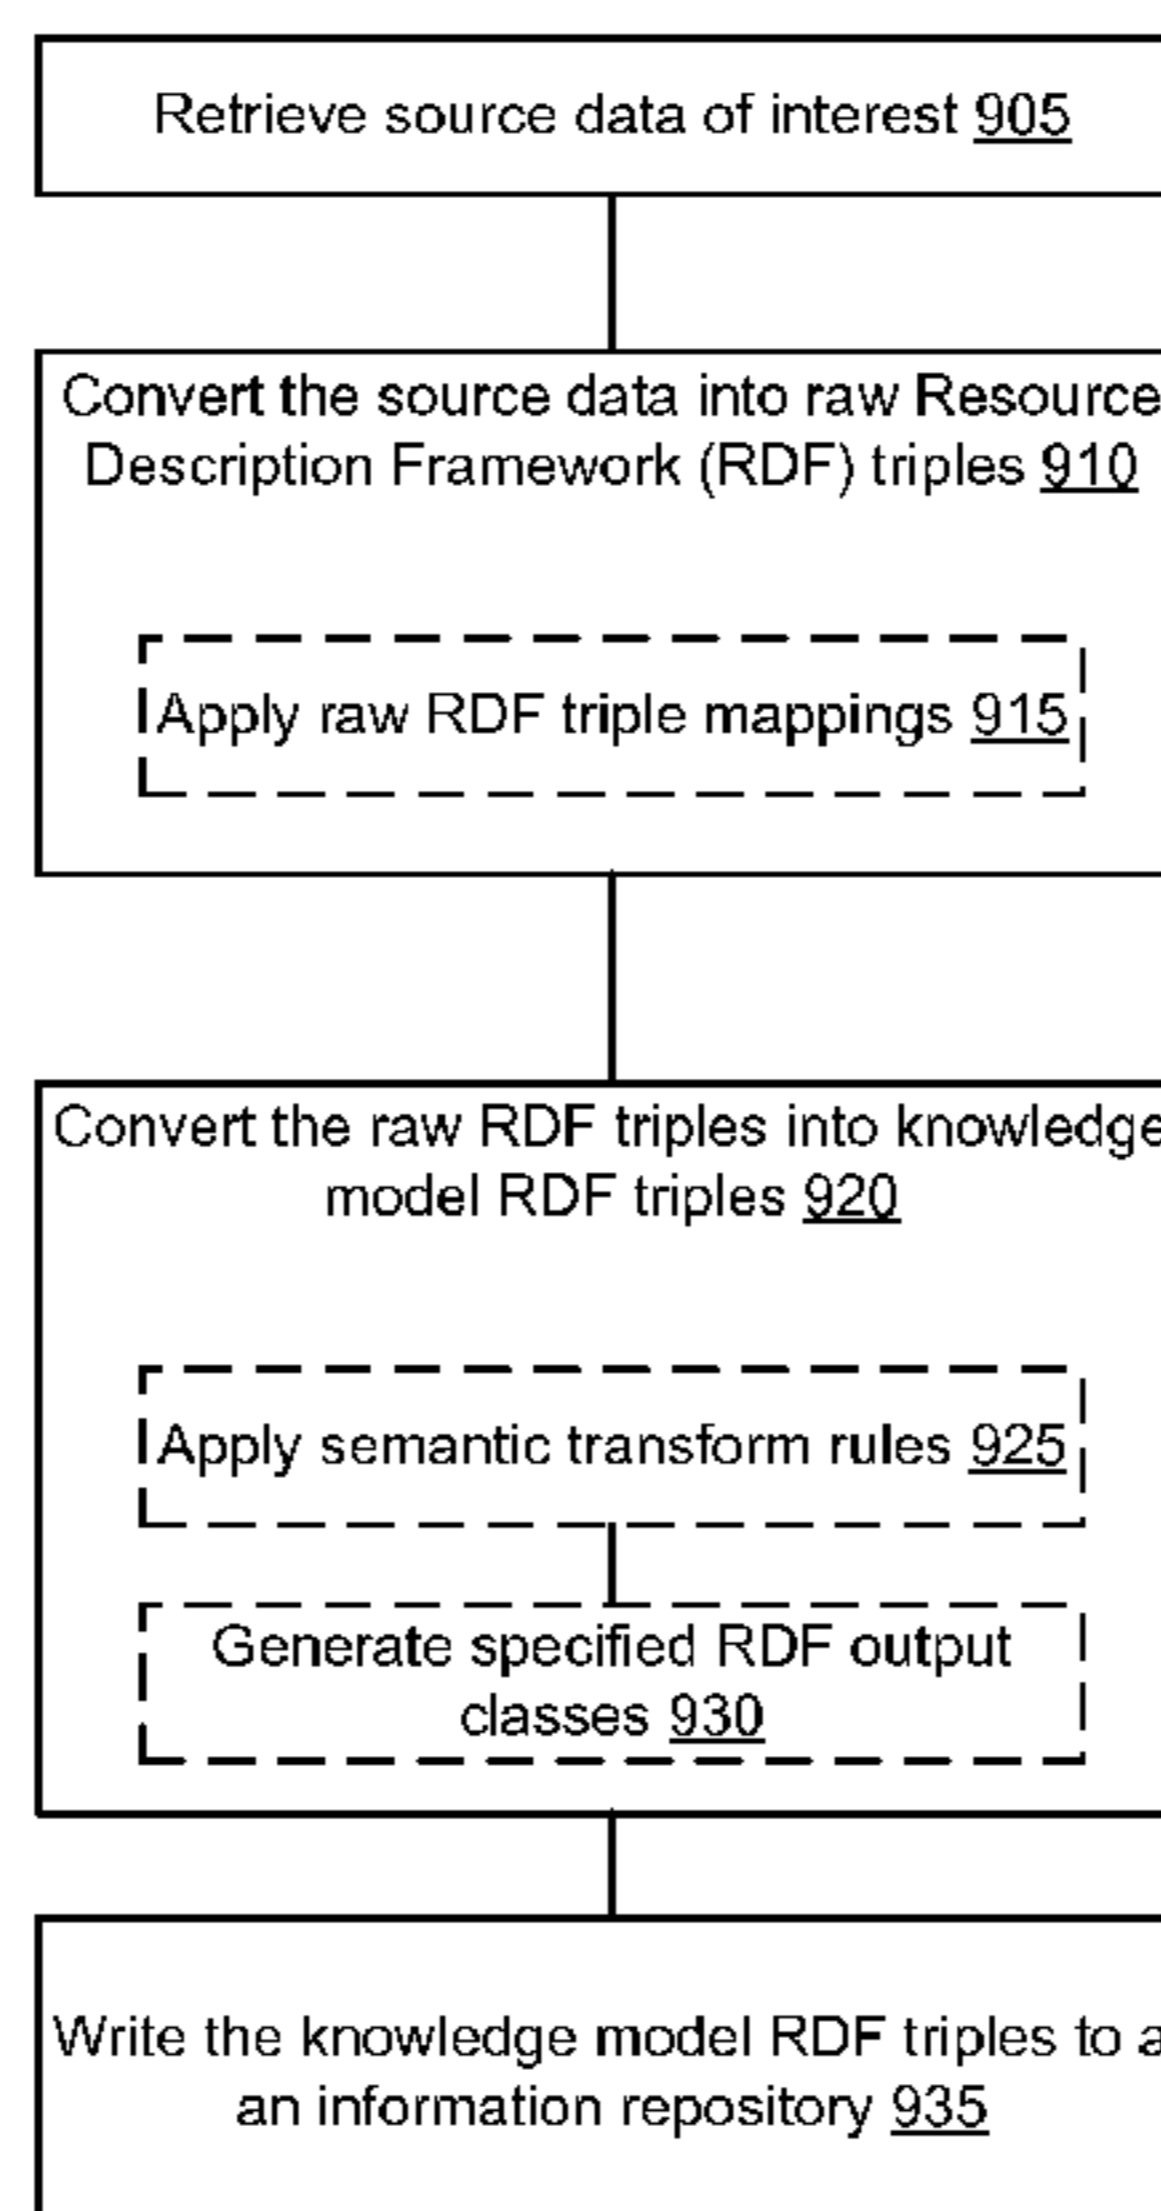 Retrieve source data of interest 905
Convert the source data into raw Resource
Description Framework (RDF) triples 910
Apply raw RDF triple mappings 915
Convert the raw RDF triples into knowledge
model RDF triples 920
Apply semantic transform rules 925
Generate specified RDF output
classes 930
Write the knowledge model RDF triples to a
an information repository 935